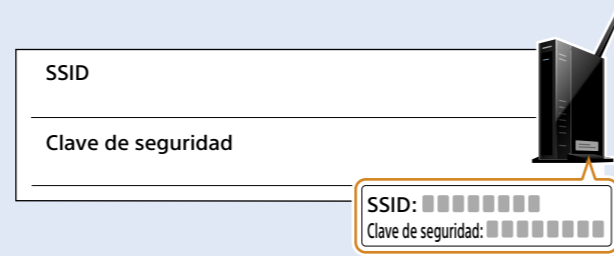 SSID
Clave de seguridad
SSID:
Clave de seguridad: